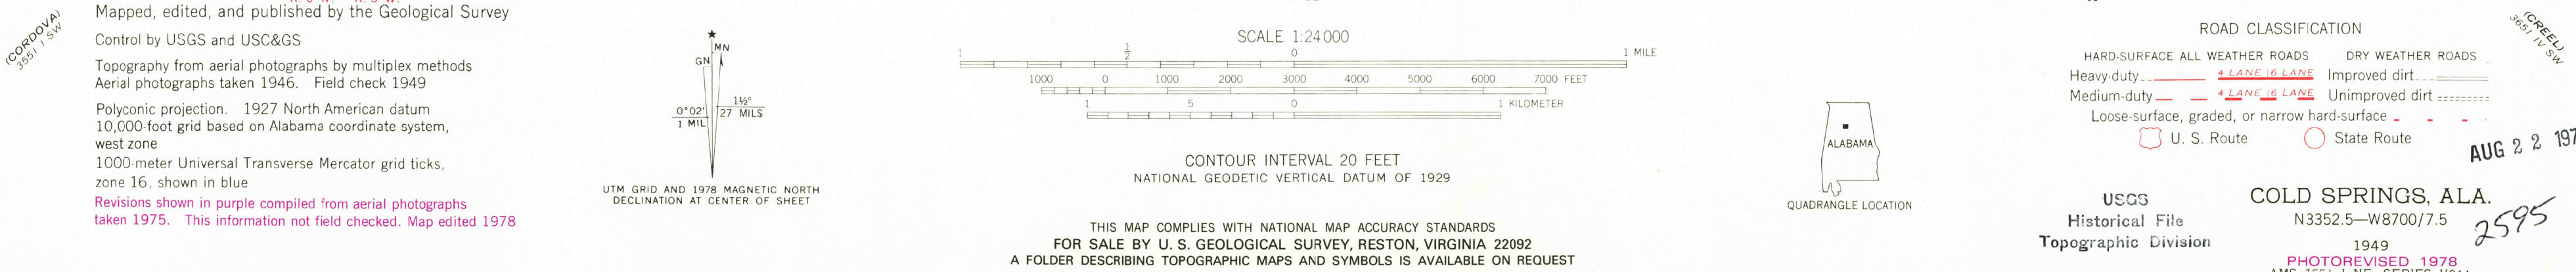 (CORDOVA)
3551 I SW
Mapped, edited, and published by the Geological Survey
Control by USGS and USC&GS
Topography from aerial photographs by multiplex methods
Aerial photographs taken 1946. Field check 1949
Polyconic projection. 1927 North American datum
10,000-foot grid based on Alabama coordinate system,
west zone
1000-meter Universal Transverse Mercator grid ticks,
zone 16, shown in blue
Revisions shown in purple compiled from aerial photographs
taken 1975. This information not field checked. Map edited 1978
★
MN
GN
0°02'
1 MIL
1½°
27 MILS
UTM GRID AND 1978 MAGNETIC NORTH
DECLINATION AT CENTER OF SHEET
SCALE 1:24 000
1 ½ 0 1 MILE
1000 0 1000 2000 3000 4000 5000 6000 7000 FEET
1 5 0 1 KILOMETER
CONTOUR INTERVAL 20 FEET
NATIONAL GEODETIC VERTICAL DATUM OF 1929
THIS MAP COMPLIES WITH NATIONAL MAP ACCURACY STANDARDS
FOR SALE BY U. S. GEOLOGICAL SURVEY, RESTON, VIRGINIA 22092
A FOLDER DESCRIBING TOPOGRAPHIC MAPS AND SYMBOLS IS AVAILABLE ON REQUEST
ALABAMA
QUADRANGLE LOCATION
(CREEL)
3651 IV SW
ROAD CLASSIFICATION
HARD-SURFACE ALL WEATHER ROADS DRY WEATHER ROADS
Heavy-duty 4 LANE 6 LANE Improved dirt
Medium-duty 4 LANE 6 LANE Unimproved dirt
Loose-surface, graded, or narrow hard-surface
U. S. Route State Route
AUG 22 197
USGS
Historical File
Topographic Division
COLD SPRINGS, ALA.
N3352.5—W8700/7.5
2595
1949
PHOTOREVISED 1978